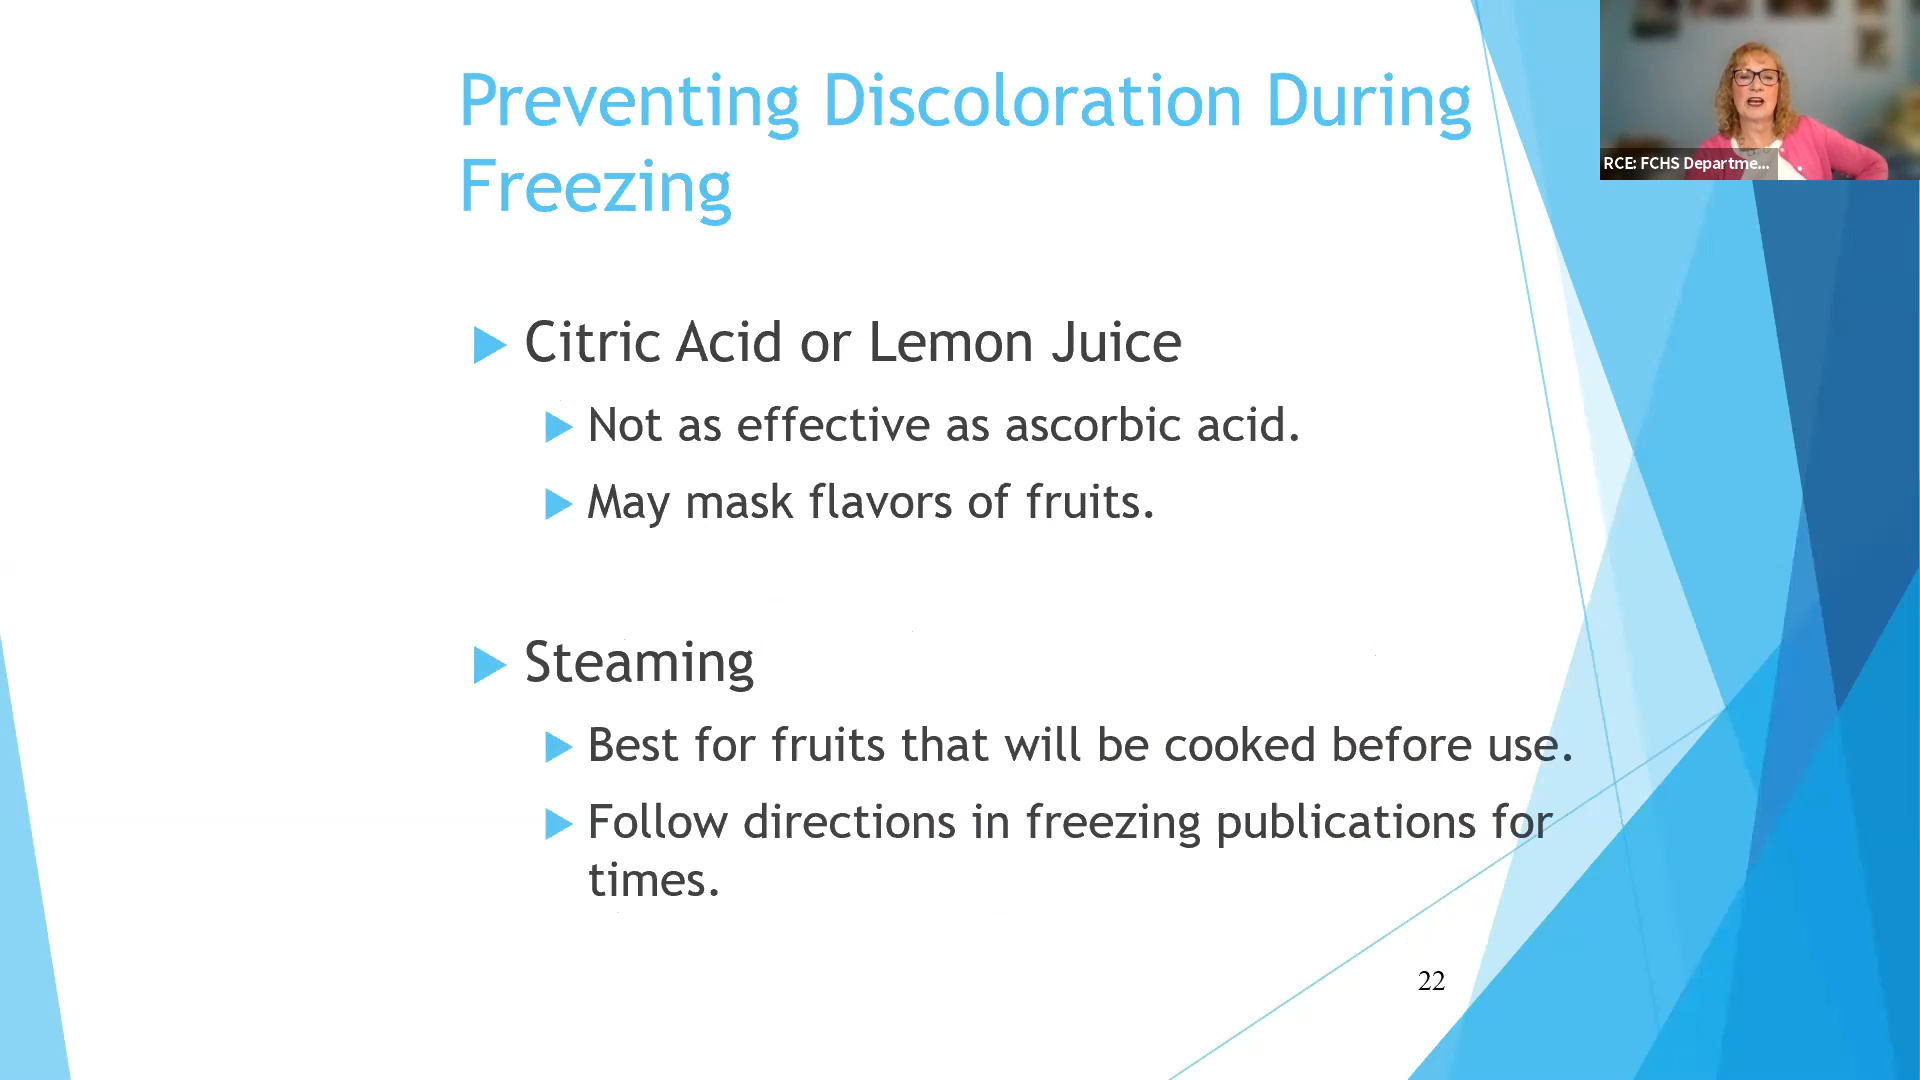 Preventing Discoloration During
Freezing
Citric Acid or Lemon Juice
Not as effective as ascorbic acid.
May mask flavors of fruits.
Steaming
Best for fruits that will be cooked before use.
Follow directions in freezing publications for
times.
22
RCE: FCHS Departme...